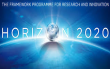 THE FRAMEWORK PROGRAMME FOR RESEARCH AND INNOVATION
HORIZON 2020